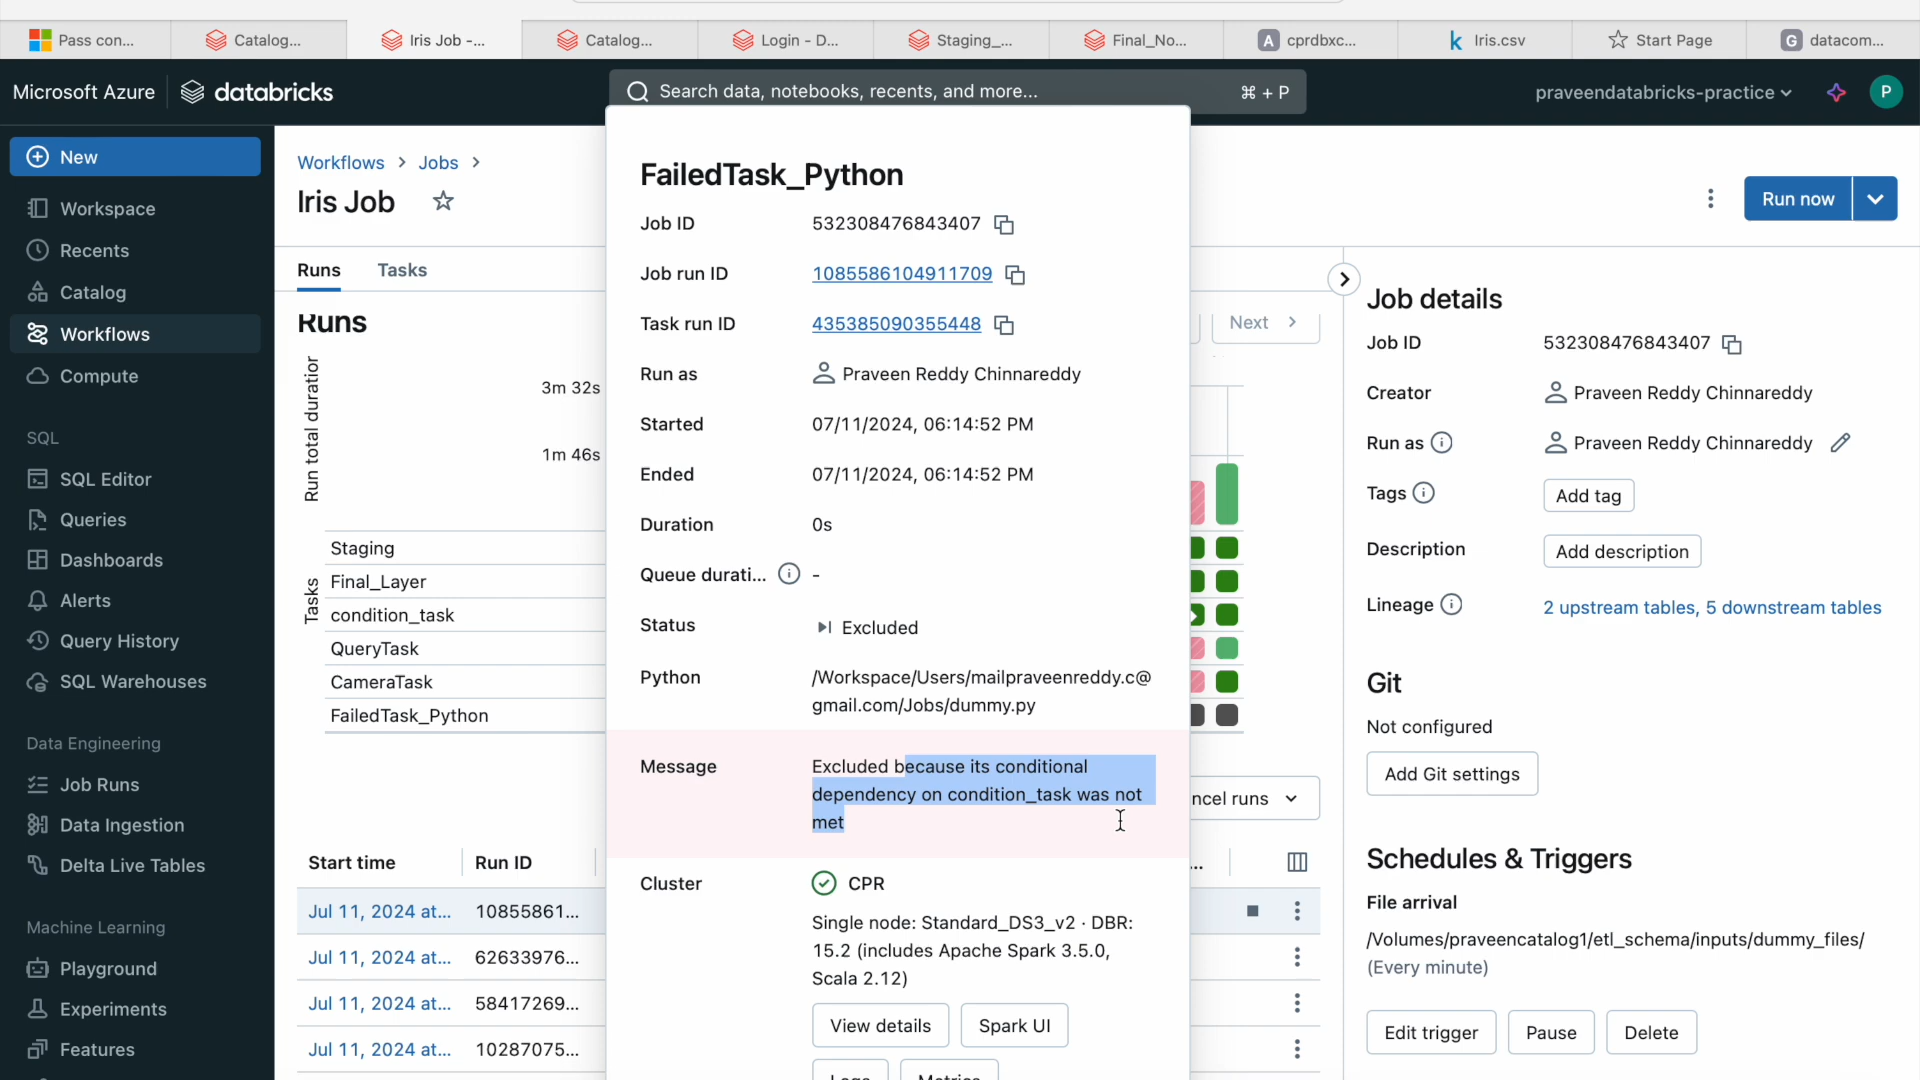 Pass con...
Catalog...
Iris Job -...
Catalog...
Login - D...
Staging_...
Final_No...
A cprdbxc...
k Iris.csv
Start Page
G datacom...
Microsoft Azure databricks
Search data, notebooks, recents, and more... ⌘ + P
praveendatabricks-practice P
New
Workspace
Recents
Catalog
Workflows
Compute
SQL
SQL Editor
Queries
Dashboards
Alerts
Query History
SQL Warehouses
Data Engineering
Job Runs
Data Ingestion
Delta Live Tables
Machine Learning
Playground
Experiments
Features
Workflows > Jobs >
Iris Job
Run now
Runs Tasks
Runs
Next >
Run total duration
3m 32s
1m 46s
Tasks
Staging
Final_Layer
condition_task
QueryTask
CameraTask
FailedTask_Python
ncel runs
Start time Run ID ...
Jul 11, 2024 at... 10855861...
Jul 11, 2024 at... 62633976...
Jul 11, 2024 at... 58417269...
Jul 11, 2024 at... 10287075...
FailedTask_Python
Job ID 532308476843407
Job run ID 1085586104911709
Task run ID 435385090355448
Run as Praveen Reddy Chinnareddy
Started 07/11/2024, 06:14:52 PM
Ended 07/11/2024, 06:14:52 PM
Duration 0s
Queue durati... -
Status Excluded
Python /Workspace/Users/mailpraveenreddy.c@
gmail.com/Jobs/dummy.py
Message Excluded because its conditional
dependency on condition_task was not
met
Cluster CPR
Single node: Standard_DS3_v2 · DBR:
15.2 (includes Apache Spark 3.5.0,
Scala 2.12)
View details Spark UI
Logs Metrics
Job details
Job ID 532308476843407
Creator Praveen Reddy Chinnareddy
Run as Praveen Reddy Chinnareddy
Tags Add tag
Description Add description
Lineage 2 upstream tables, 5 downstream tables
Git
Not configured
Add Git settings
Schedules & Triggers
File arrival
/Volumes/praveencatalog1/etl_schema/inputs/dummy_files/
(Every minute)
Edit trigger Pause Delete